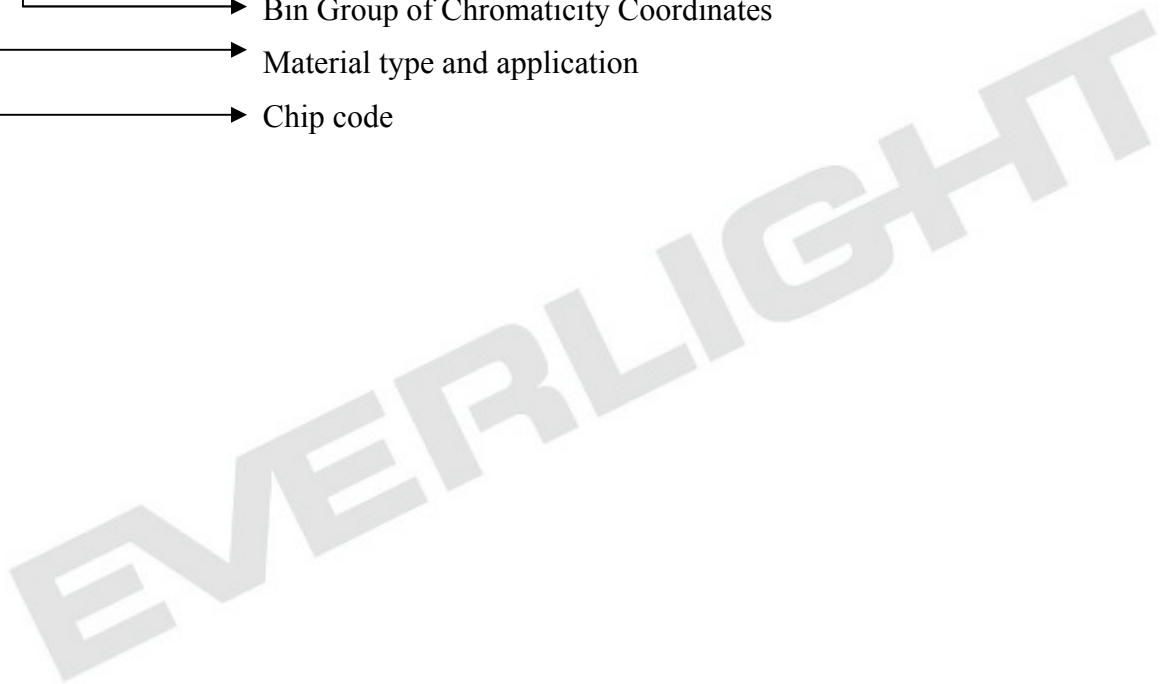 Bin Group of Chromaticity Coordinates
Material type and application
Chip code
EVERLIGHT